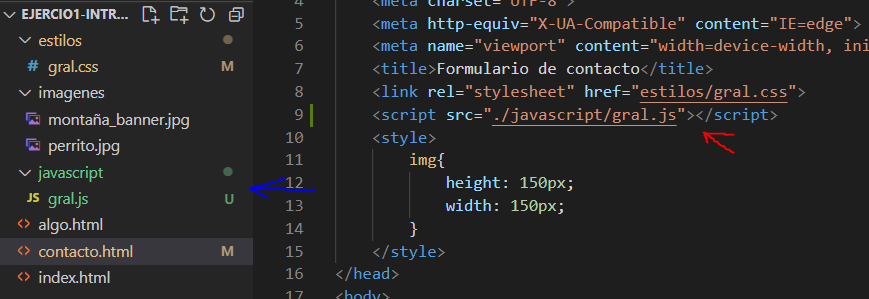 EJERCIO1-INTR...
estilos
# gral.css M
imagenes
montaña_banner.jpg
perrito.jpg
javascript
JS gral.js U
<> algo.html
<> contacto.html M
<> index.html
4 <meta charset="UTF-8">
5 <meta http-equiv="X-UA-Compatible" content="IE=edge">
6 <meta name="viewport" content="width=device-width, ini
7 <title>Formulario de contacto</title>
8 <link rel="stylesheet" href="estilos/gral.css">
9 <script src="./javascript/gral.js"></script>
10 <style>
11 img{
12 height: 150px;
13 width: 150px;
14 }
15 </style>
16 </head>
17 <body>